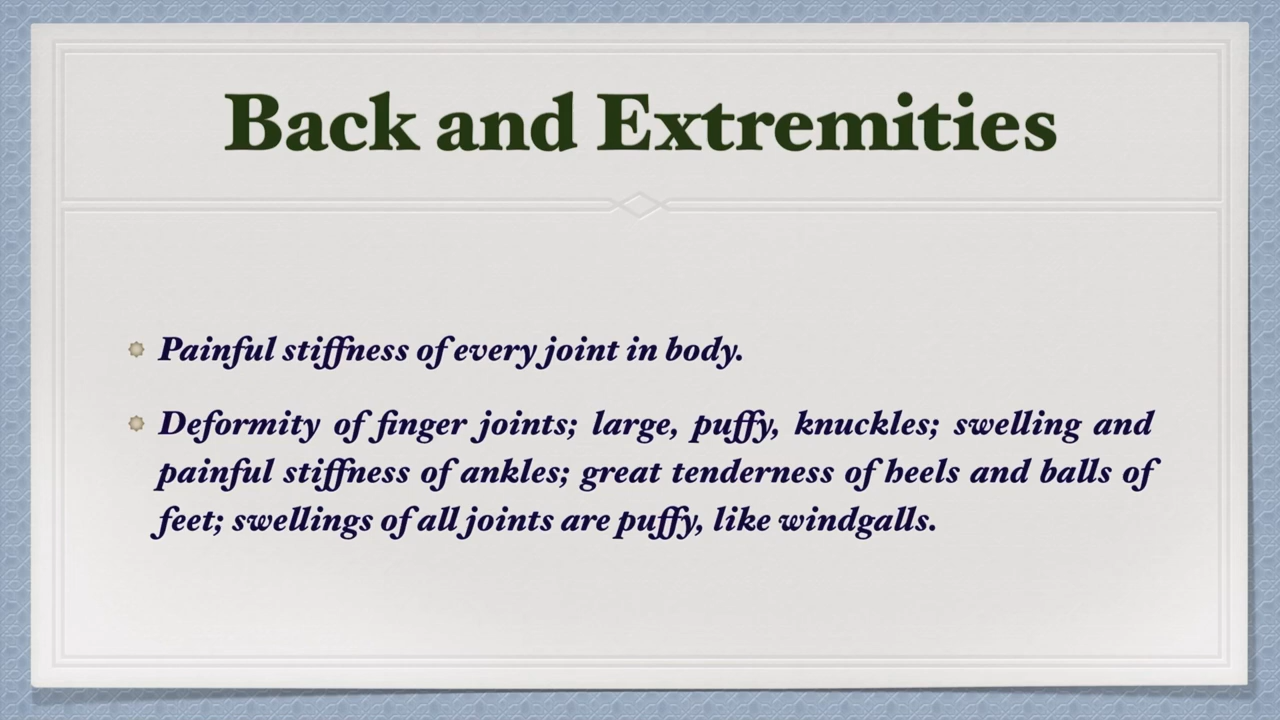 Back and Extremities
Painful stiffness of every joint in body.
Deformity of finger joints; large, puffy, knuckles; swelling and
painful stiffness of ankles; great tenderness of heels and balls of
feet; swellings of all joints are puffy, like windgalls.